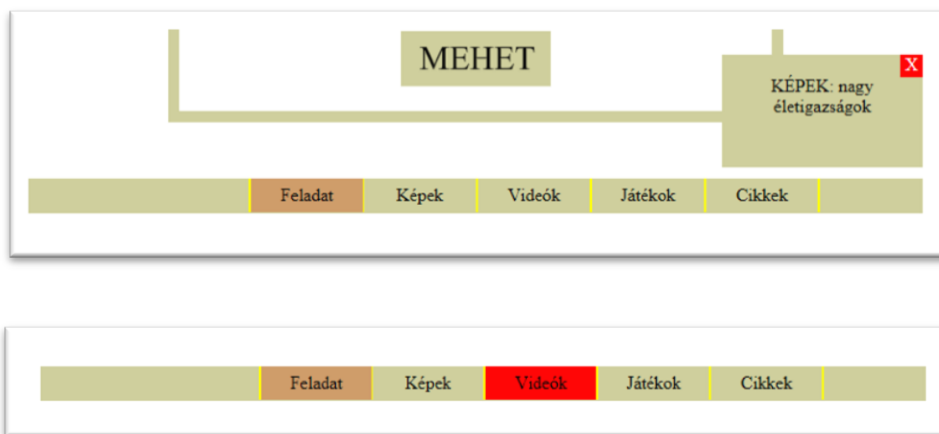 MEHET
X
KÉPEK: nagy
életigazságok
Feladat Képek Videók Játékok Cikkek
Feladat Képek Videók Játékok Cikkek